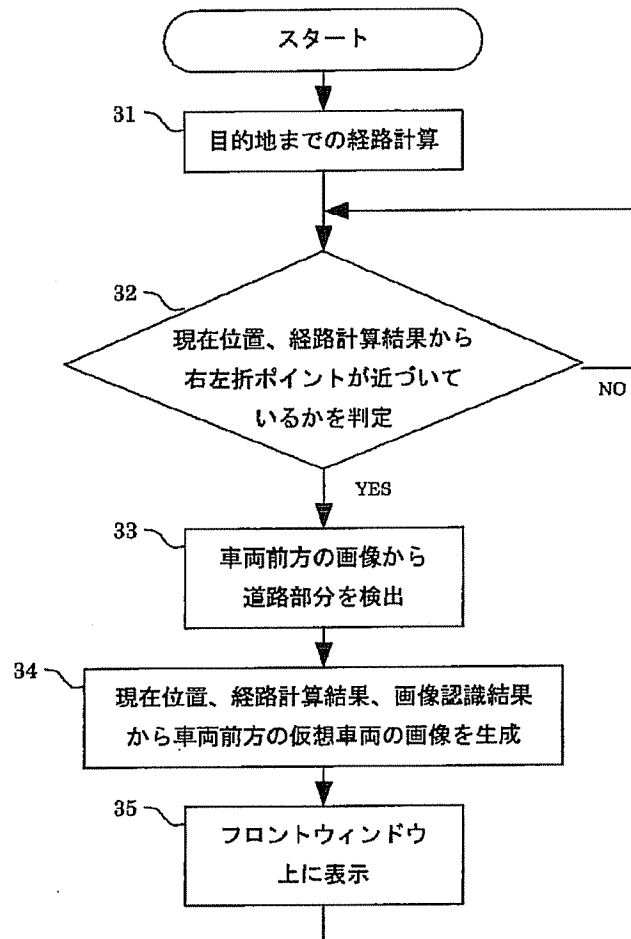 スタート
31
目的地までの経路計算
32
現在位置、経路計算結果から
右左折ポイントが近づいて
いるかを判定
NO
YES
33
車両前方の画像から
道路部分を検出
34
現在位置、経路計算結果、画像認識結果
から車両前方の仮想車両の画像を生成
35
フロントウィンドウ
上に表示